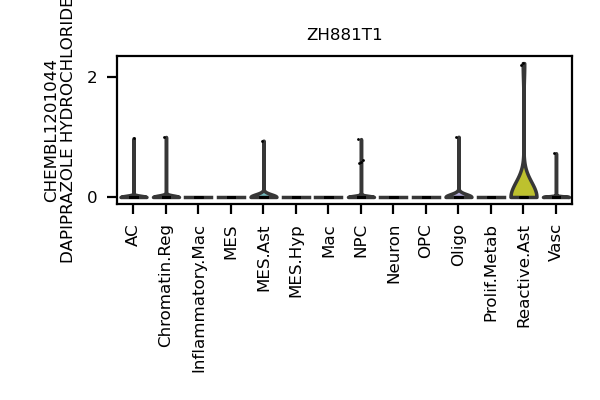 ZH881T1
CHEMBL1201044
DAPIPRAZOLE HYDROCHLORIDE
2
0
AC
Chromatin.Reg
Inflammatory.Mac
MES
MES.Ast
MES.Hyp
Mac
NPC
Neuron
OPC
Oligo
Prolif.Metab
Reactive.Ast
Vasc